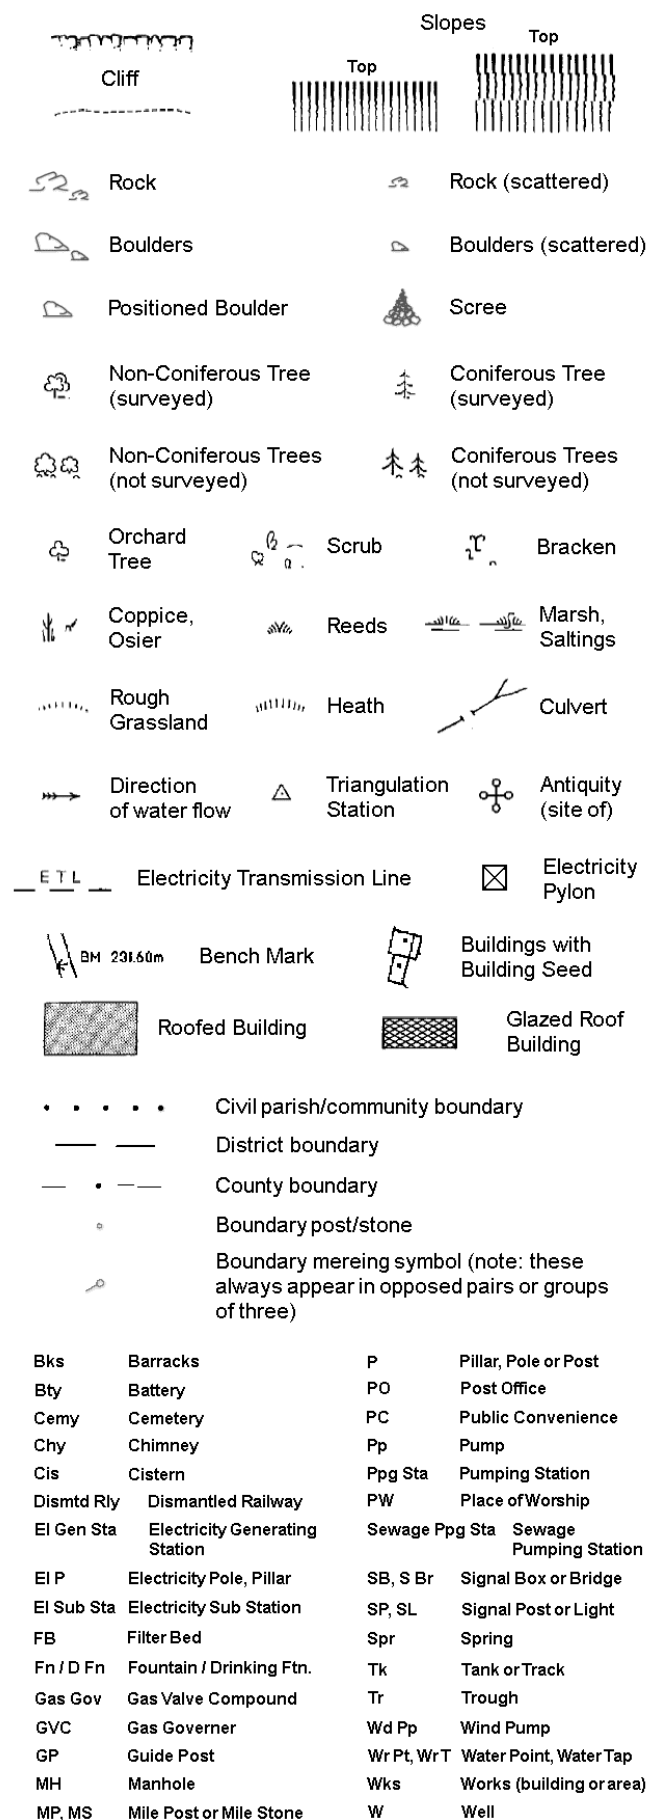 Slopes
Top
Top
Cliff
Rock
Rock (scattered)
Boulders
Boulders (scattered)
Positioned Boulder
Scree
Non-Coniferous Tree
(surveyed)
Coniferous Tree
(surveyed)
Non-Coniferous Trees
(not surveyed)
Coniferous Trees
(not surveyed)
Orchard
Tree
Scrub
Bracken
Coppice,
Osier
Reeds
Marsh,
Saltings
Rough
Grassland
Heath
Culvert
Direction
of water flow
Triangulation
Station
Antiquity
(site of)
E T L
Electricity Transmission Line
Electricity
Pylon
BM 231.60m
Bench Mark
Buildings with
Building Seed
Roofed Building
Glazed Roof
Building
Civil parish/community boundary
District boundary
County boundary
Boundary post/stone
Boundary mereing symbol (note: these
always appear in opposed pairs or groups
of three)
Bks Barracks P Pillar, Pole or Post
Bty Battery PO Post Office
Cemy Cemetery PC Public Convenience
Chy Chimney Pp Pump
Cis Cistern Ppg Sta Pumping Station
Dismtd Rly Dismantled Railway PW Place of Worship
El Gen Sta Electricity Generating
Station
Sewage Ppg Sta Sewage
Pumping Station
El P Electricity Pole, Pillar SB, S Br Signal Box or Bridge
El Sub Sta Electricity Sub Station SP, SL Signal Post or Light
FB Filter Bed Spr Spring
Fn / D Fn Fountain / Drinking Ftn. Tk Tank or Track
Gas Gov Gas Valve Compound Tr Trough
GVC Gas Governer Wd Pp Wind Pump
GP Guide Post Wr Pt, Wr T Water Point, Water Tap
MH Manhole Wks Works (building or area)
MP, MS Mile Post or Mile Stone W Well